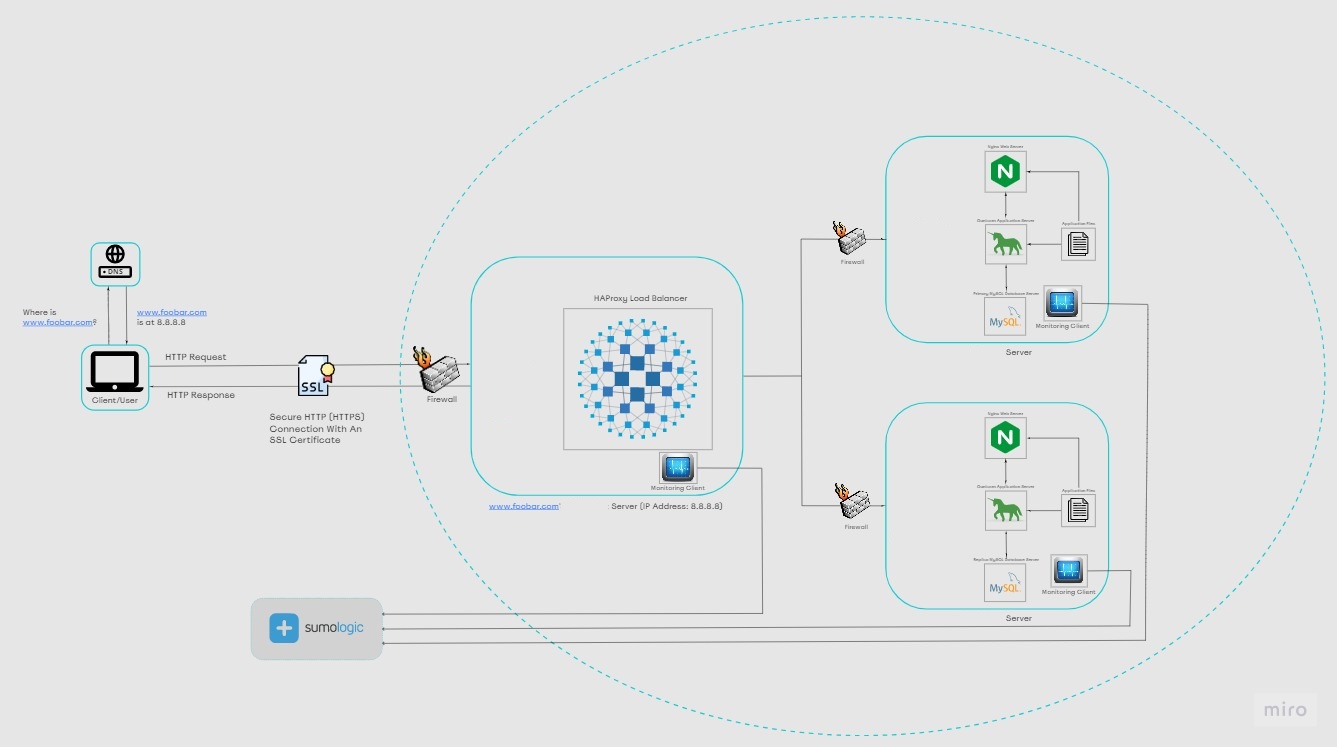 DNS
Where is
www.foobar.com?
www.foobar.com
is at 8.8.8.8
Client/User
HTTP Request
HTTP Response
SSL
Secure HTTP (HTTPS)
Connection With An
SSL Certificate
Firewall
HAProxy Load Balancer
Monitoring Client
www.foobar.com
Server (IP Address: 8.8.8.8)
Firewall
Nginx Web Server
N
Application Server
Application Files
Primary MySQL Database Server
MySQL
Monitoring Client
Server
Firewall
Nginx Web Server
N
Application Server
Application Files
Replica MySQL Database Server
MySQL
Monitoring Client
Server
sumologic
miro